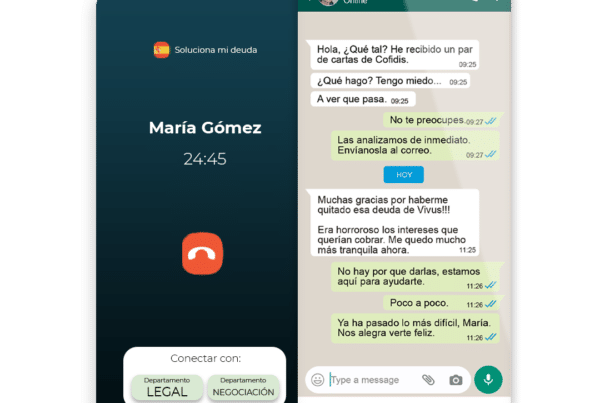 Soluciona mi deuda
María Gómez
24:45
Conectar con:
Departamento
LEGAL
Departamento
NEGOCIACIÓN
Online
Hola, ¿Qué tal? He recibido un par
de cartas de Cofidis.
09:25
¿Qué hago? Tengo miedo...
09:25
A ver que pasa.
09:25
No te preocupes.
09:27
Las analizamos de inmediato.
Envíanosla al correo.
09:27
HOY
Muchas gracias por haberme
quitado esa deuda de Vivus!!!
Era horroroso los intereses que
querían cobrar. Me quedo mucho
más tranquila ahora.
11:25
No hay por que darlas, estamos
aquí para ayudarte.
11:26
Poco a poco.
11:26
Ya ha pasado lo más difícil, María.
Nos alegra verte feliz.
11:26
Type a message